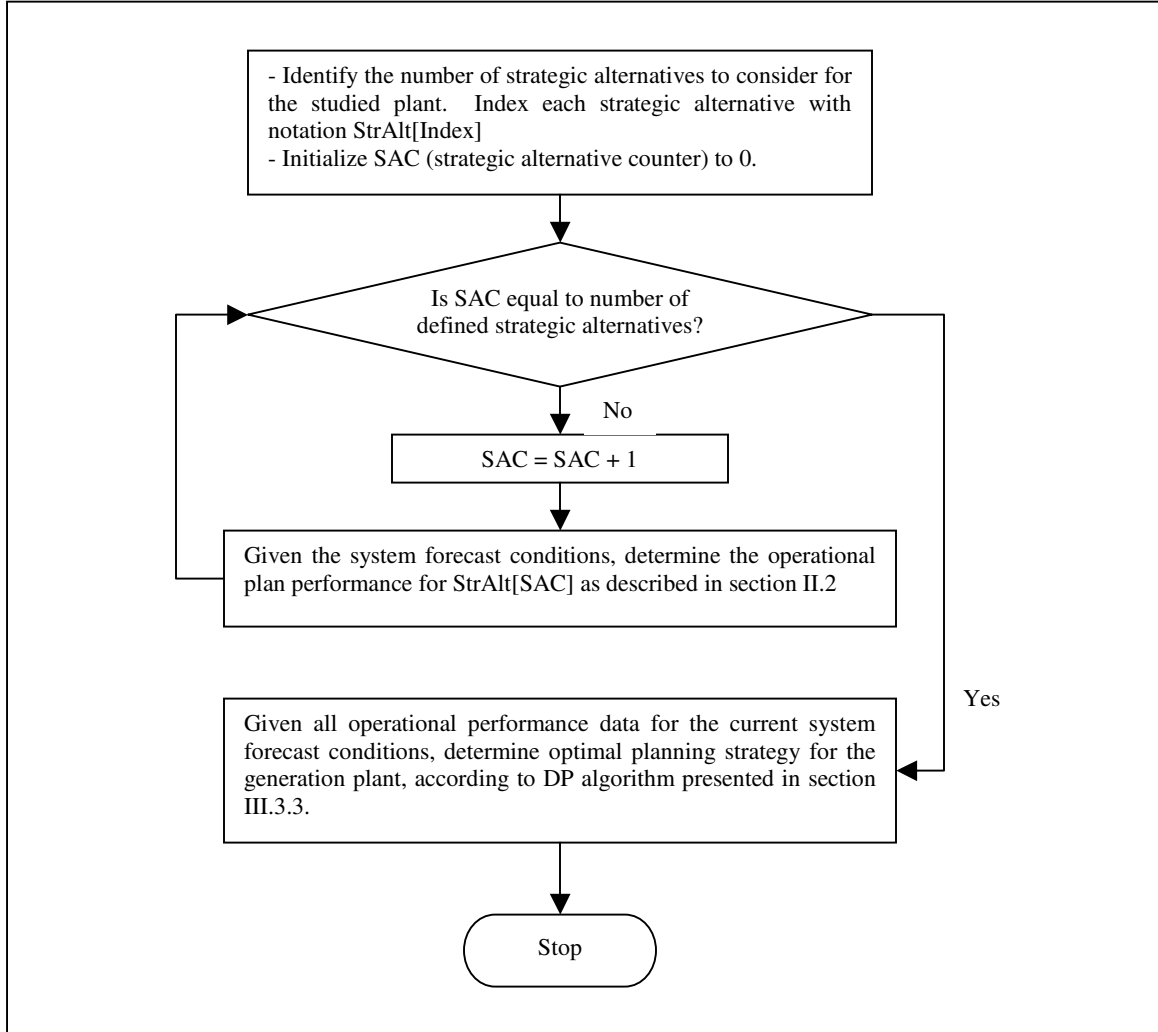 - Identify the number of strategic alternatives to consider for
the studied plant. Index each strategic alternative with
notation StrAlt[Index]
- Initialize SAC (strategic alternative counter) to 0.
Is SAC equal to number of
defined strategic alternatives?
No
SAC = SAC + 1
Given the system forecast conditions, determine the operational
plan performance for StrAlt[SAC] as described in section II.2
Yes
Given all operational performance data for the current system
forecast conditions, determine optimal planning strategy for the
generation plant, according to DP algorithm presented in section
III.3.3.
Stop